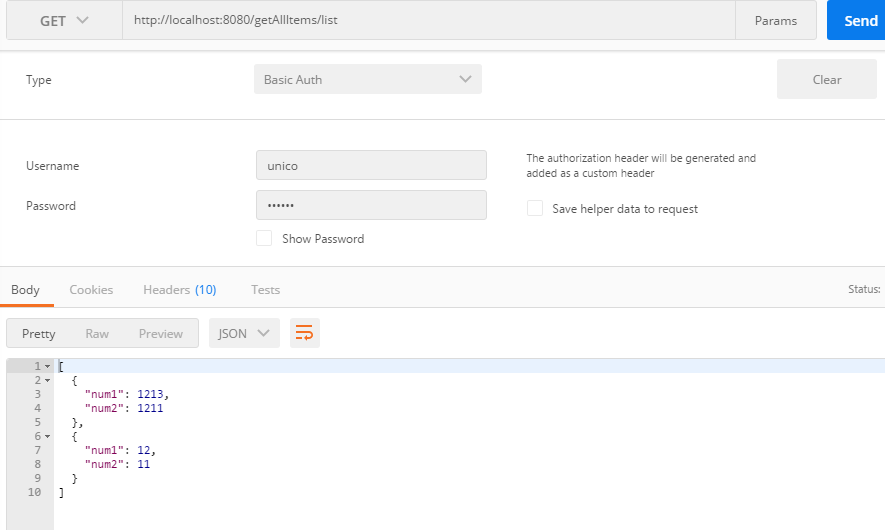 GET http://localhost:8080/getAllItems/list Params Send
Type Basic Auth Clear
Username unico The authorization header will be generated and
added as a custom header
Password •••••• Save helper data to request
Show Password
Body Cookies Headers (10) Tests Status:
Pretty Raw Preview JSON
1 [
2 {
3 "num1": 1213,
4 "num2": 1211
5 },
6 {
7 "num1": 12,
8 "num2": 11
9 }
10 ]